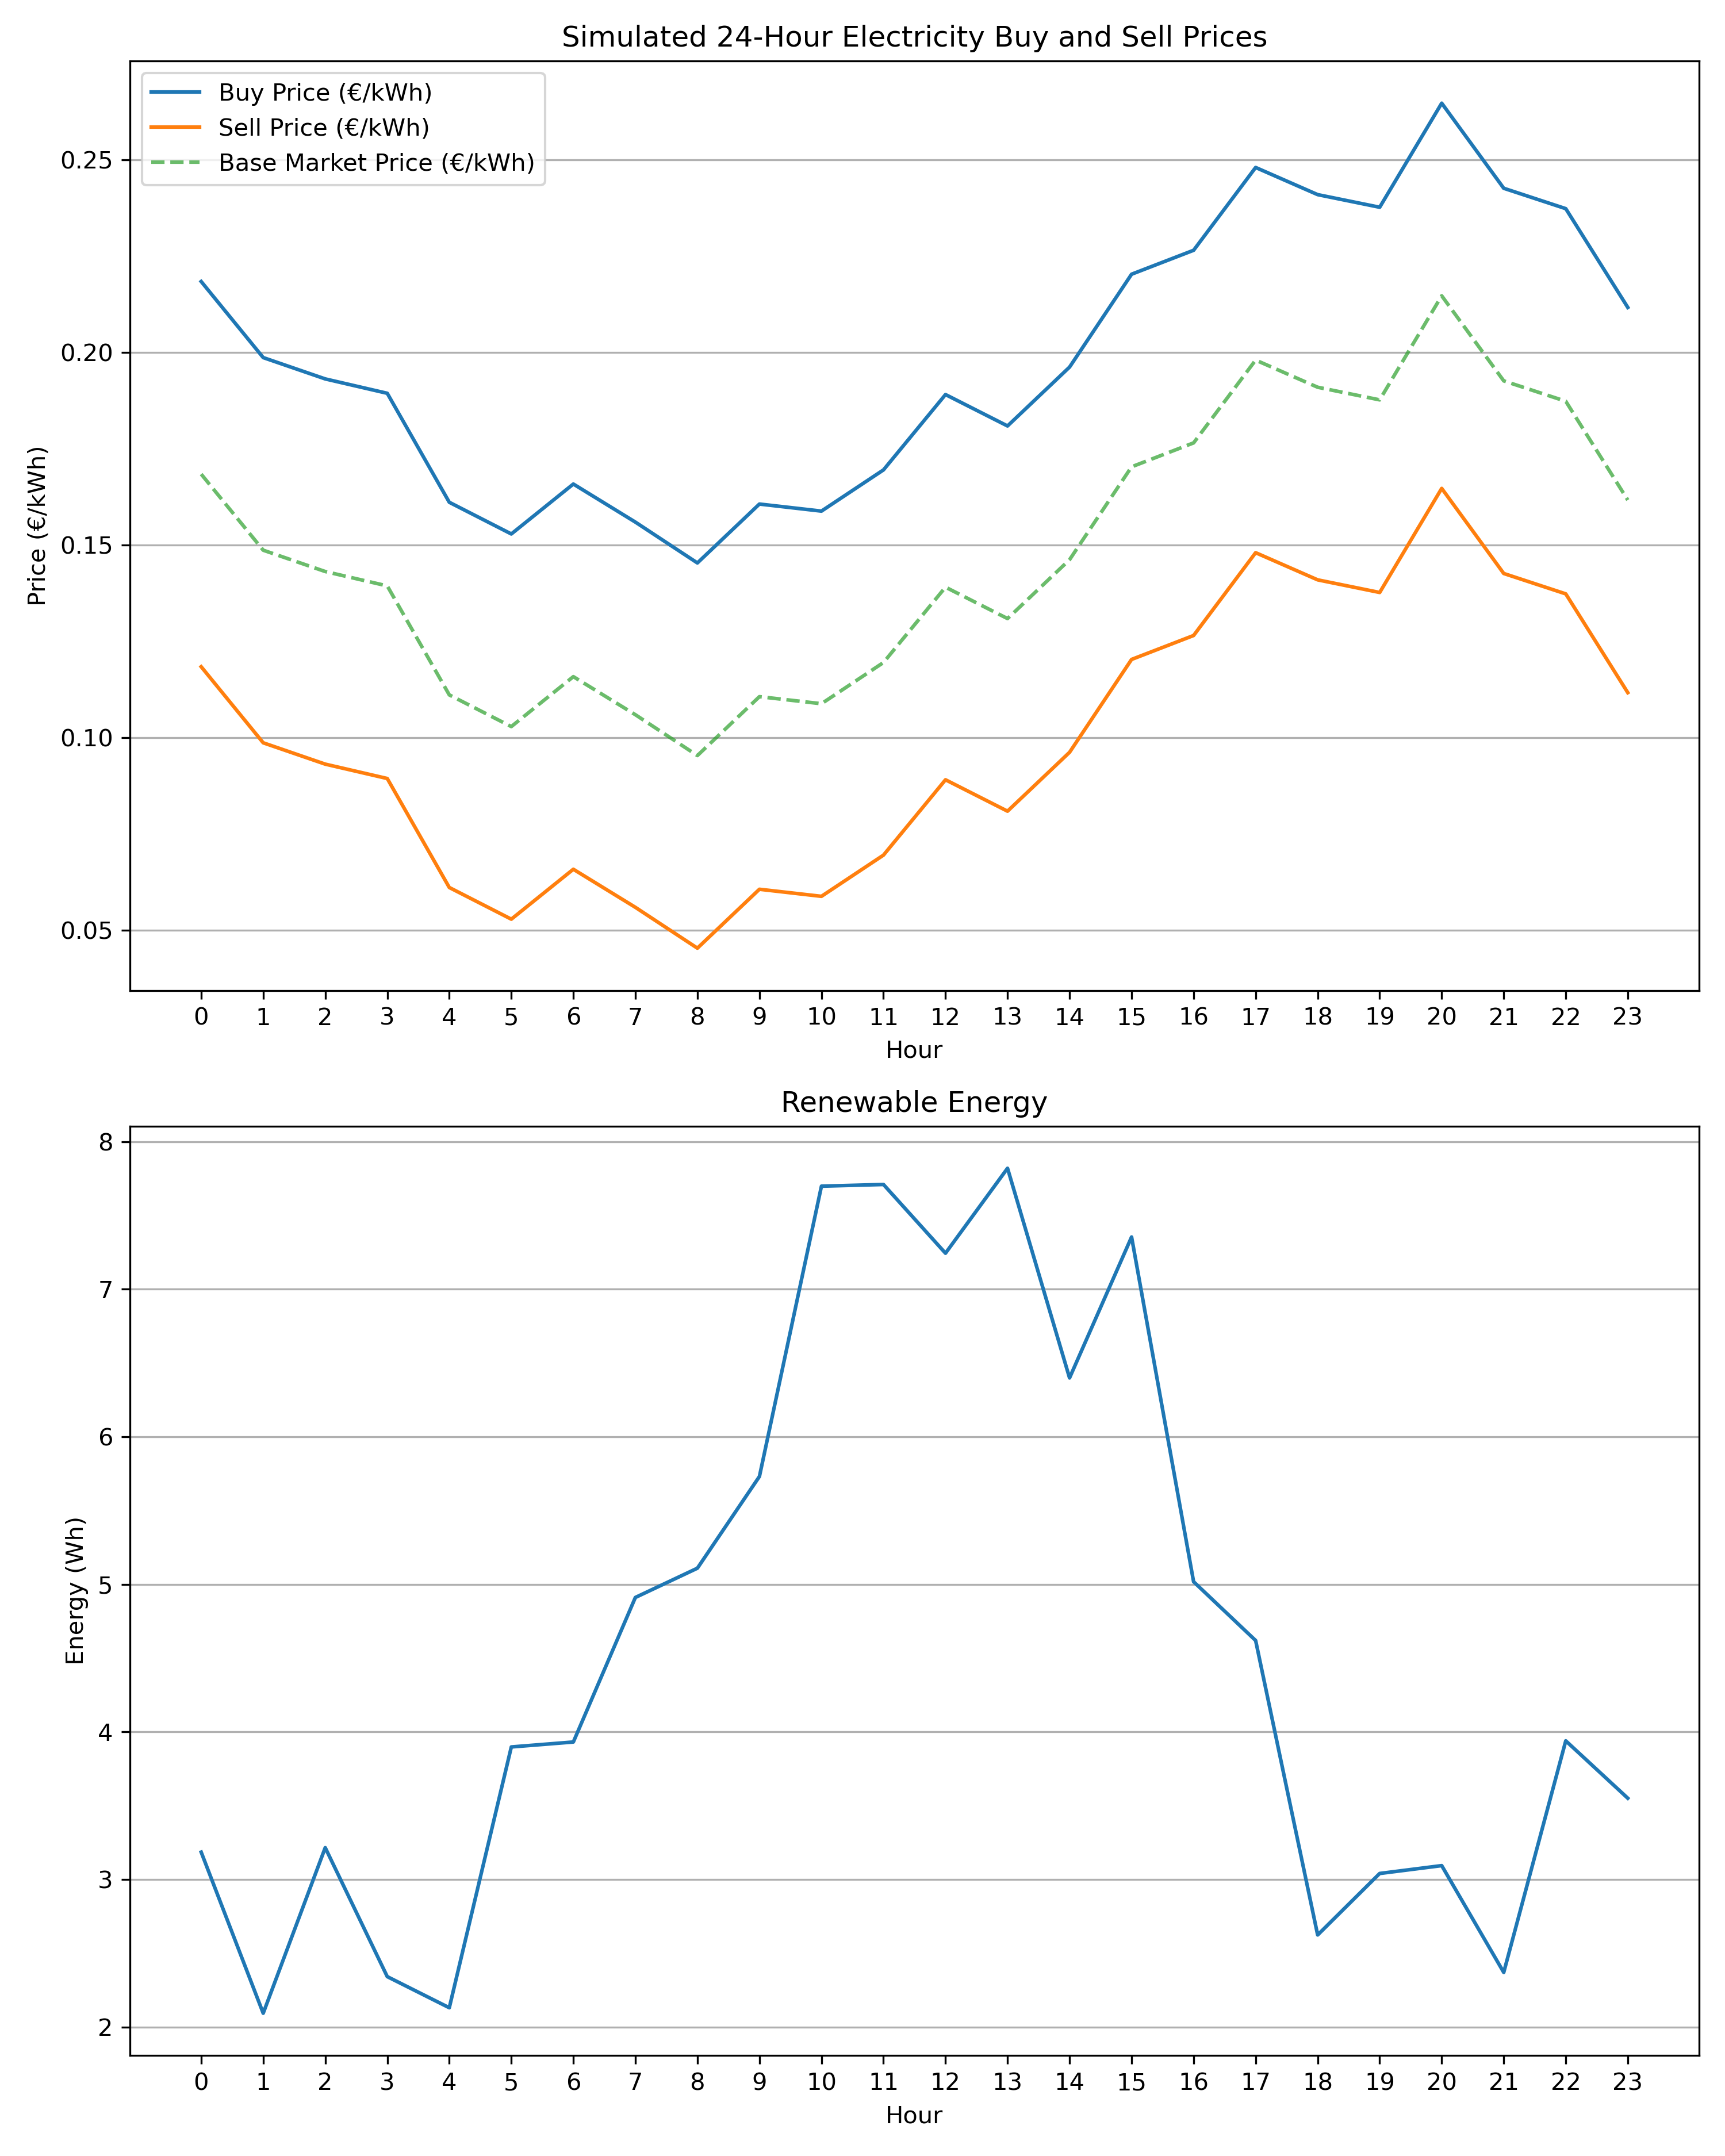 Simulated 24-Hour Electricity Buy and Sell Prices
Buy Price (€/kWh)
Sell Price (€/kWh)
Base Market Price (€/kWh)
Price (€/kWh)
0.25
0.20
0.15
0.10
0.05
0 1 2 3 4 5 6 7 8 9 10 11 12 13 14 15 16 17 18 19 20 21 22 23
Hour
Renewable Energy
Energy (Wh)
8
7
6
5
4
3
2
0 1 2 3 4 5 6 7 8 9 10 11 12 13 14 15 16 17 18 19 20 21 22 23
Hour